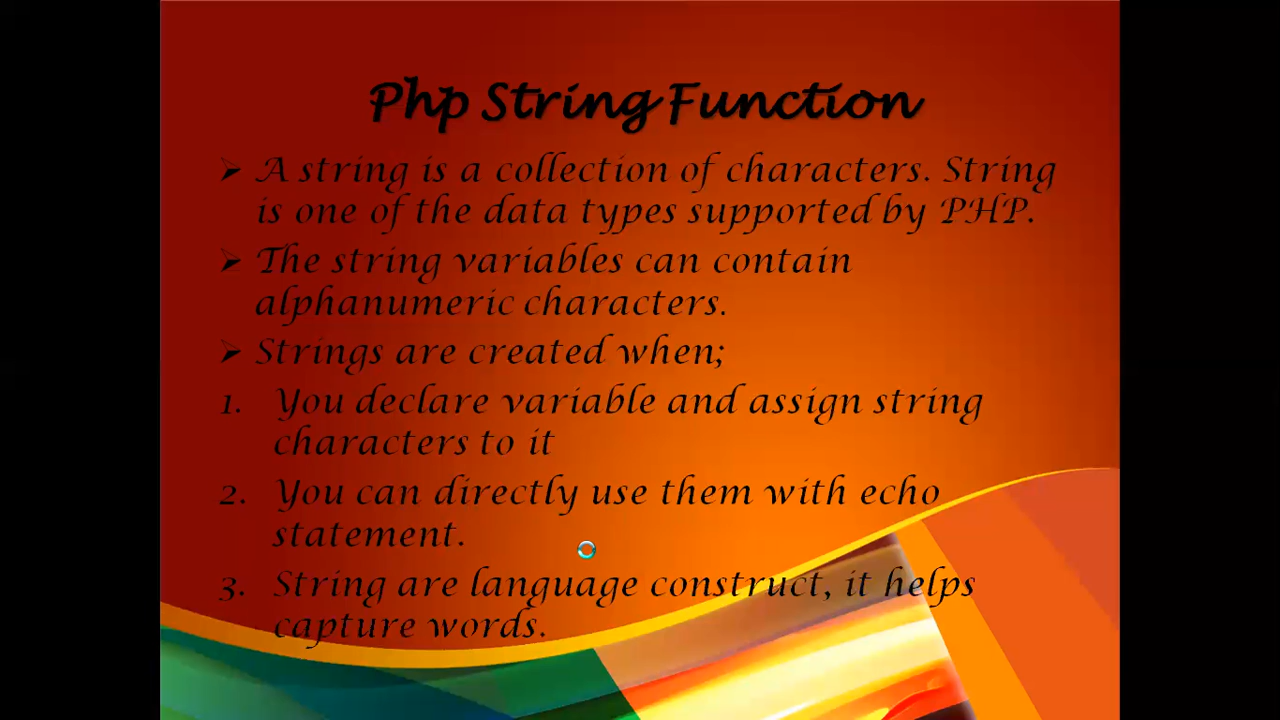 Php String Function
➢ A string is a collection of characters. String
is one of the data types supported by PHP.
➢ The string variables can contain
alphanumeric characters.
➢ Strings are created when;
1. You declare variable and assign string
characters to it
2. You can directly use them with echo
statement.
3. String are language construct, it helps
capture words.